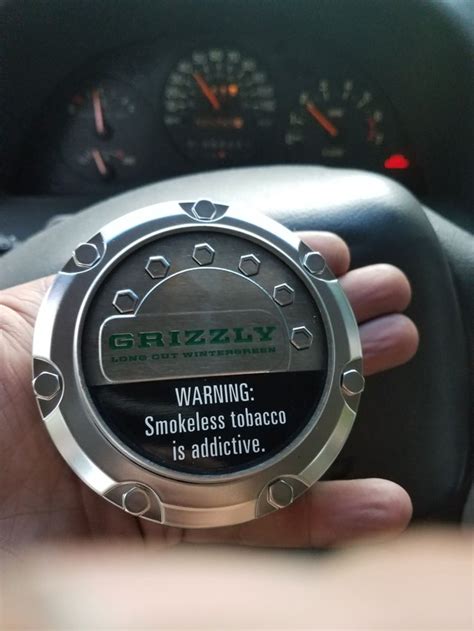 GRIZZLY
LONG CUT WINTERGREEN
WARNING:
Smokeless tobacco
is addictive.